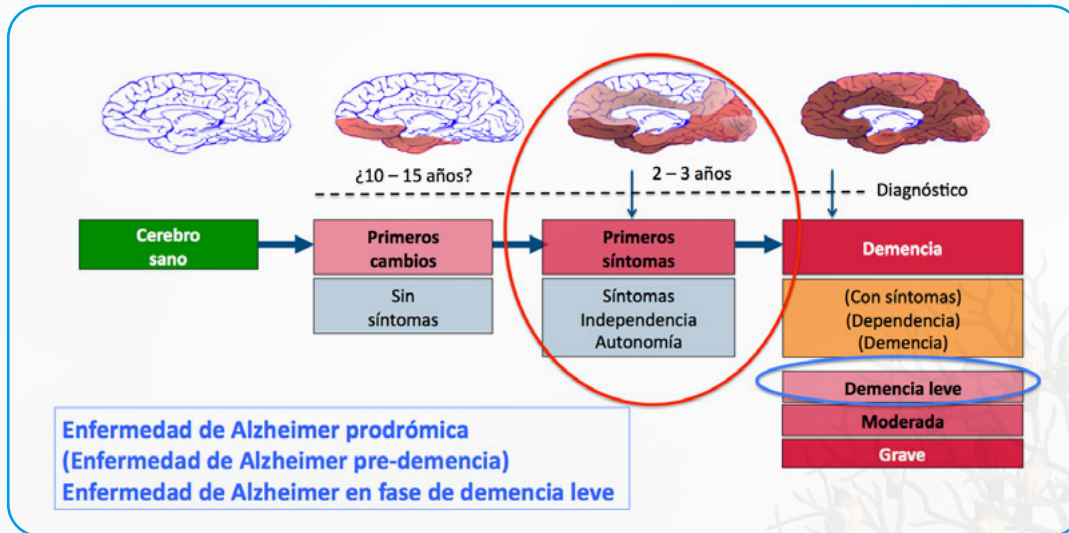 ¿10 – 15 años?
2 – 3 años
Diagnóstico
Cerebro
sano
Primeros
cambios
Primeros
síntomas
Demencia
Sin
síntomas
Síntomas
Independencia
Autonomía
(Con síntomas)
(Dependencia)
(Demencia)
Demencia leve
Moderada
Grave
Enfermedad de Alzheimer prodrómica
(Enfermedad de Alzheimer pre-demencia)
Enfermedad de Alzheimer en fase de demencia leve